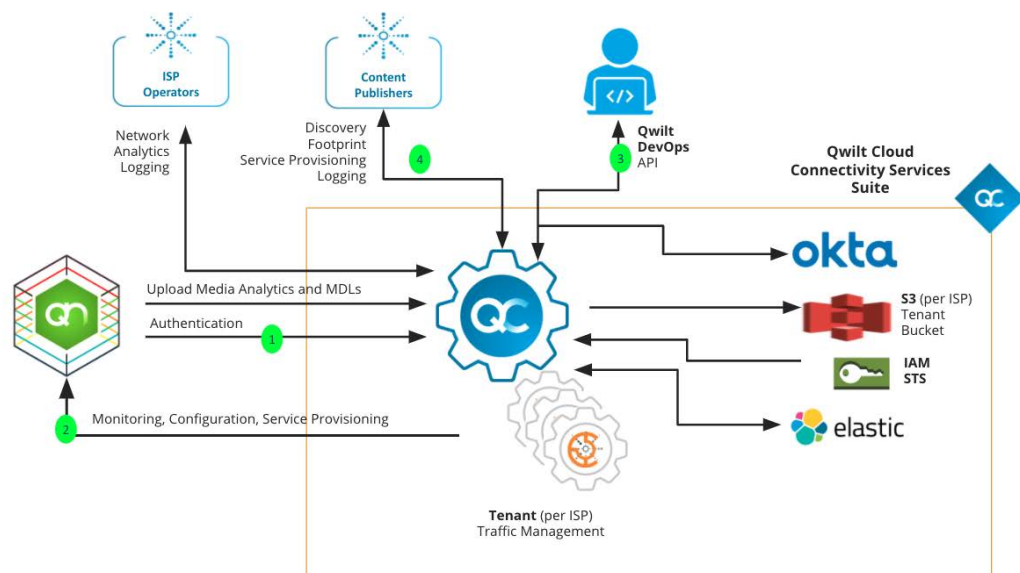 ISP
Operators
Content
Publishers
Network
Analytics
Logging
Discovery
Footprint
Service Provisioning
Logging
4
Qwilt
DevOps
API
3
Qwilt Cloud
Connectivity Services
Suite
QC
okta
QN
Upload Media Analytics and MDLs
Authentication
1
QC
S3 (per ISP)
Tenant
Bucket
IAM
STS
2
Monitoring, Configuration, Service Provisioning
elastic
Tenant (per ISP)
Traffic Management